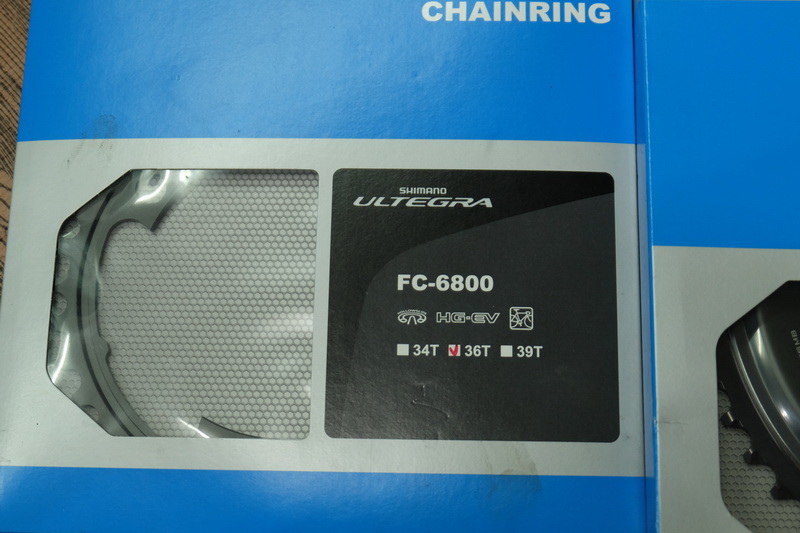 CHAINRING
SHIMANO
ULTEGRA
FC-6800
HG-EV
34T 36T 39T